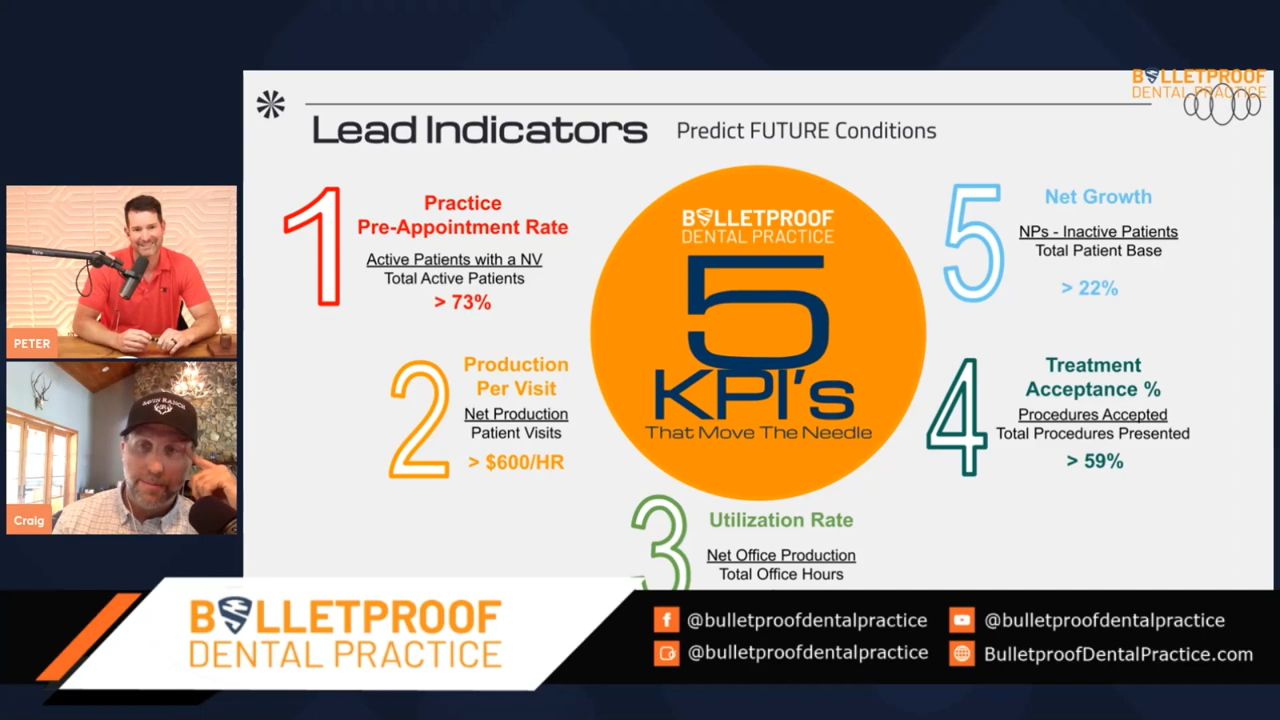 BULLETPROOF
DENTAL PRACTICE
Lead Indicators
Predict FUTURE Conditions
1
Practice
Pre-Appointment Rate
Active Patients with a NV
Total Active Patients
> 73%
2
Production
Per Visit
Net Production
Patient Visits
> $600/HR
3
Utilization Rate
Net Office Production
Total Office Hours
4
Treatment
Acceptance %
Procedures Accepted
Total Procedures Presented
> 59%
5
Net Growth
NPs - Inactive Patients
Total Patient Base
> 22%
BULLETPROOF
DENTAL PRACTICE
5
KPI's
That Move The Needle
PETER
Craig
BULLETPROOF
DENTAL PRACTICE
@bulletproofdentalpractice
@bulletproofdentalpractice
@bulletproofdentalpractice
BulletproofDentalPractice.com